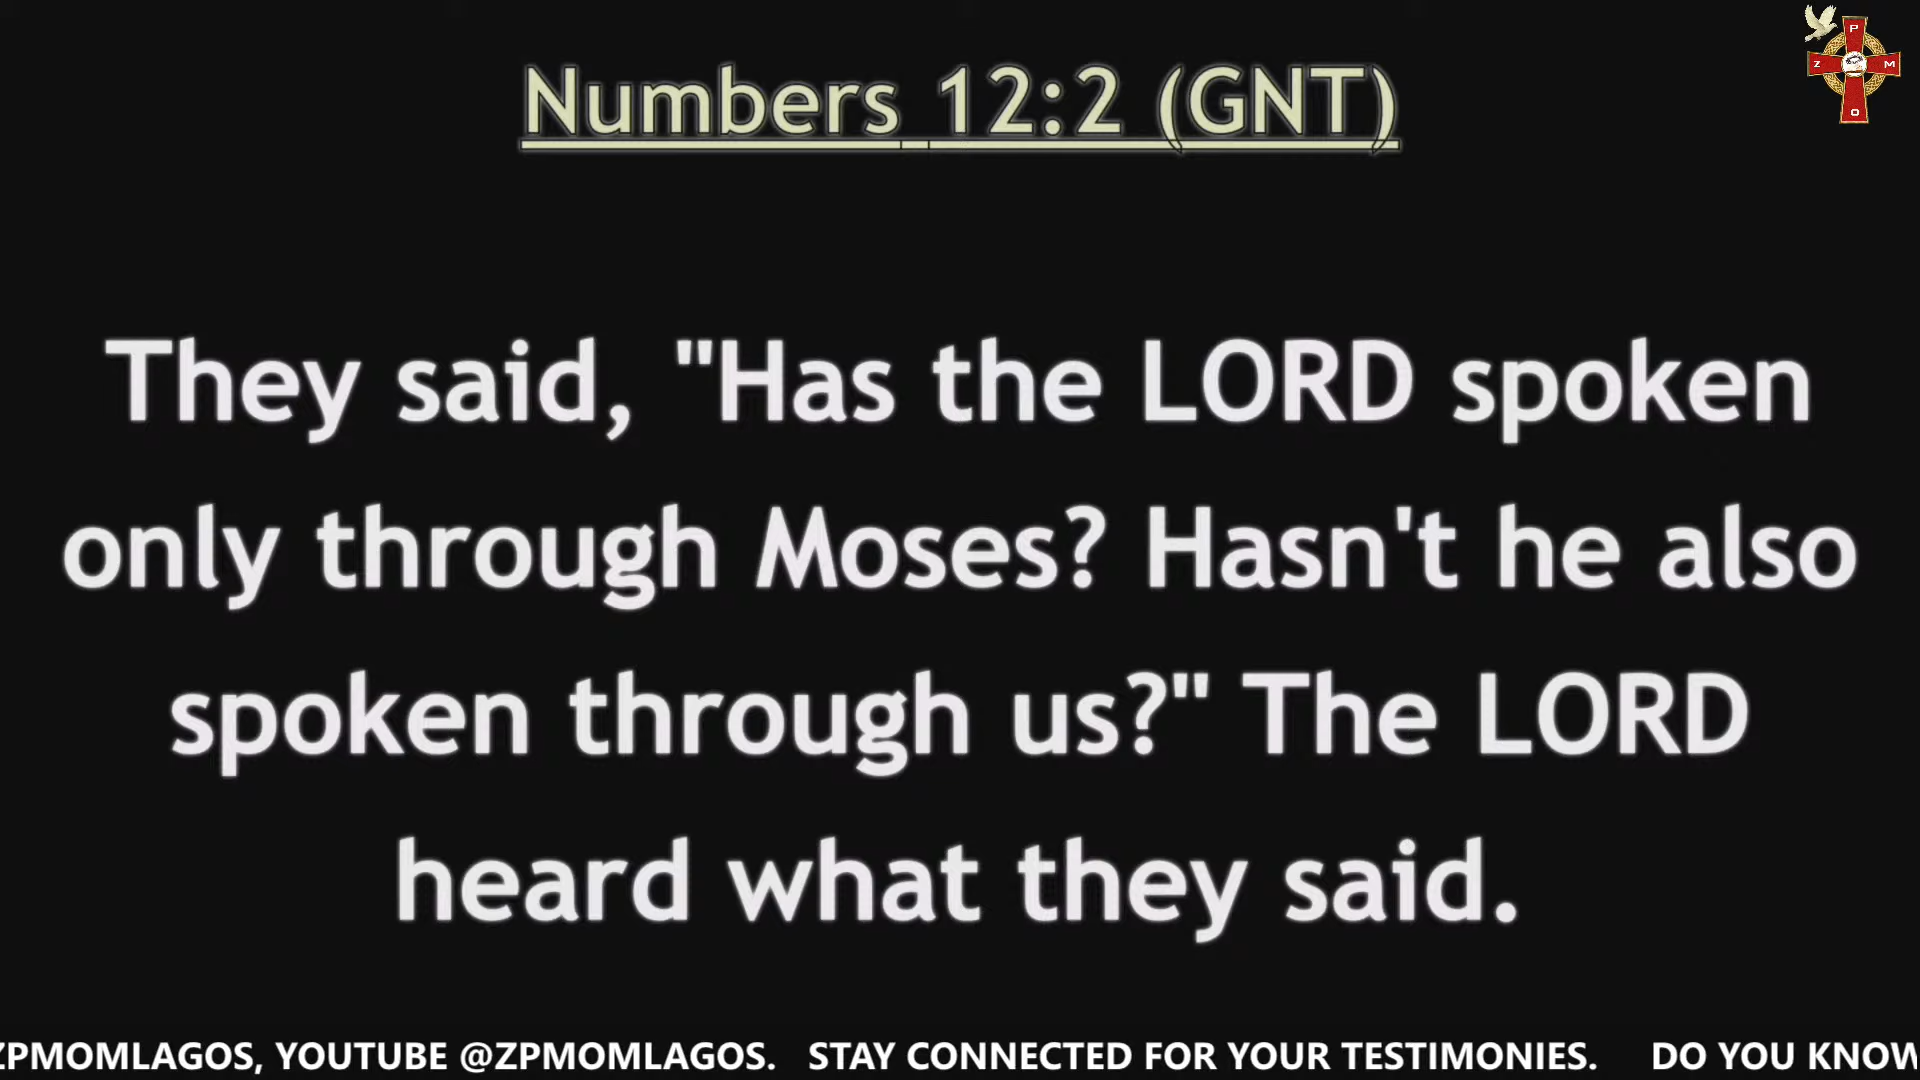 Numbers 12:2 (GNT)
P
Z M
O
They said, "Has the LORD spoken
only through Moses? Hasn't he also
spoken through us?" The LORD
heard what they said.
ZPMOMLAGOS, YOUTUBE @ZPMOMLAGOS. STAY CONNECTED FOR YOUR TESTIMONIES. DO YOU KNOW